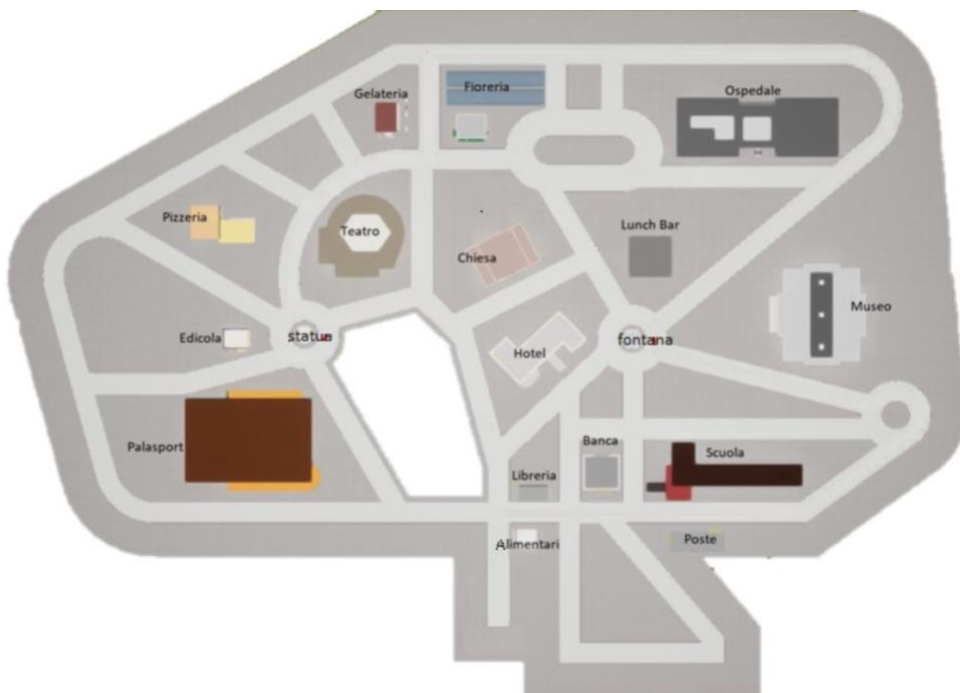 Fioreria
Gelateria
Ospedale
Pizzeria
Teatro
Lunch Bar
Chiesa
Museo
Edicola
statua
fontana
Hotel
Palasport
Banca
Scuola
Libreria
Alimentari
Poste